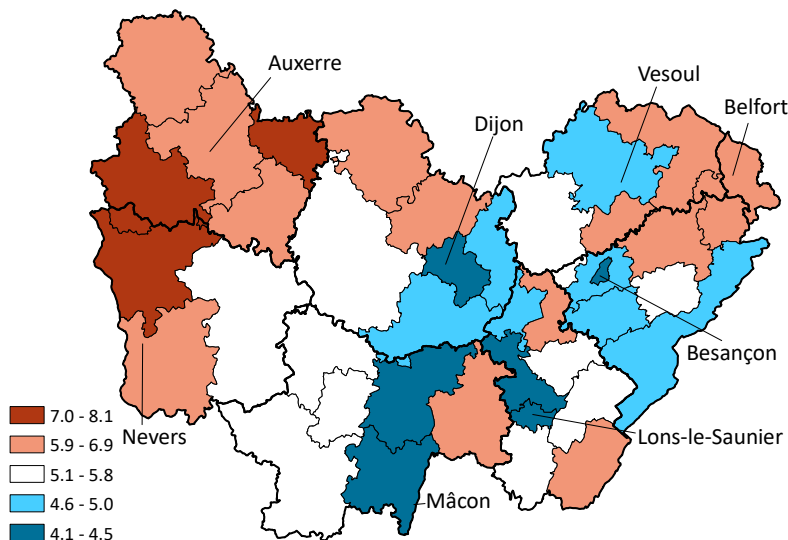 Auxerre
Vesoul
Belfort
Dijon
Besançon
Nevers
Lons-le-Saunier
Mâcon
7.0 - 8.1
5.9 - 6.9
5.1 - 5.8
4.6 - 5.0
4.1 - 4.5